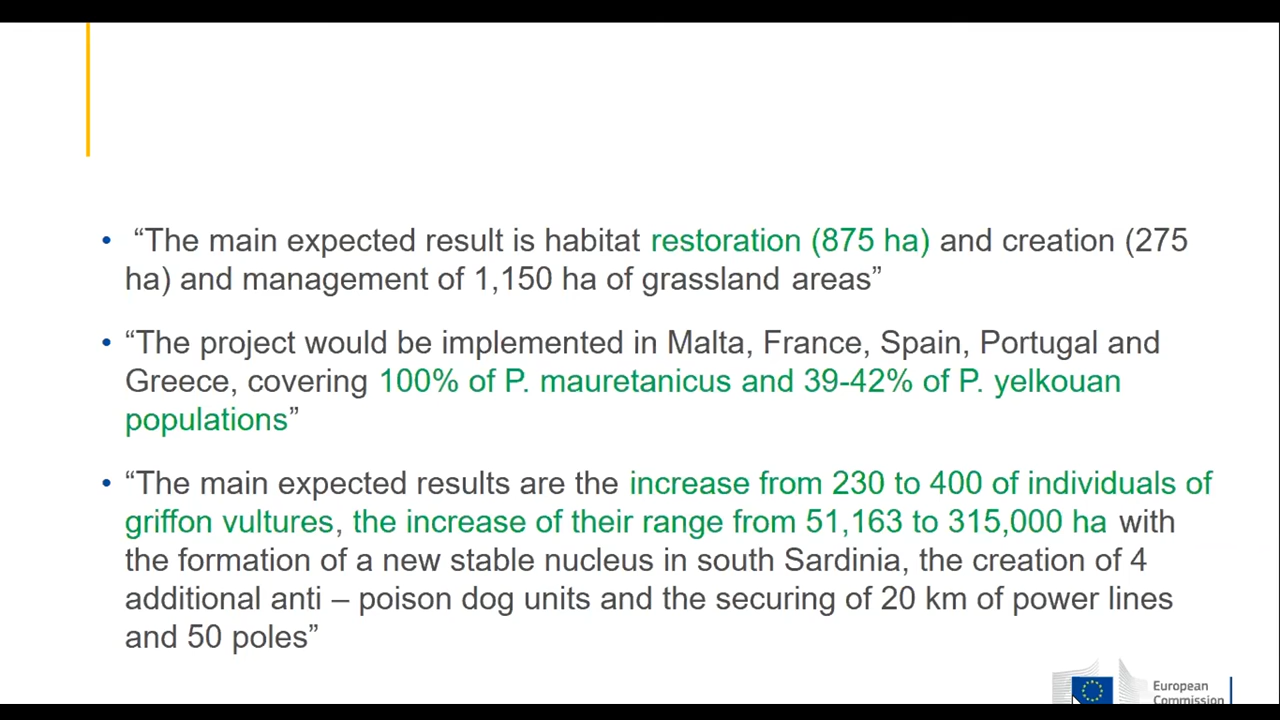 • “The main expected result is habitat restoration (875 ha) and creation (275
ha) and management of 1,150 ha of grassland areas”
• “The project would be implemented in Malta, France, Spain, Portugal and
Greece, covering 100% of P. mauretanicus and 39-42% of P. yelkouan
populations”
• “The main expected results are the increase from 230 to 400 of individuals of
griffon vultures, the increase of their range from 51,163 to 315,000 ha with
the formation of a new stable nucleus in south Sardinia, the creation of 4
additional anti – poison dog units and the securing of 20 km of power lines
and 50 poles”
European
Commission